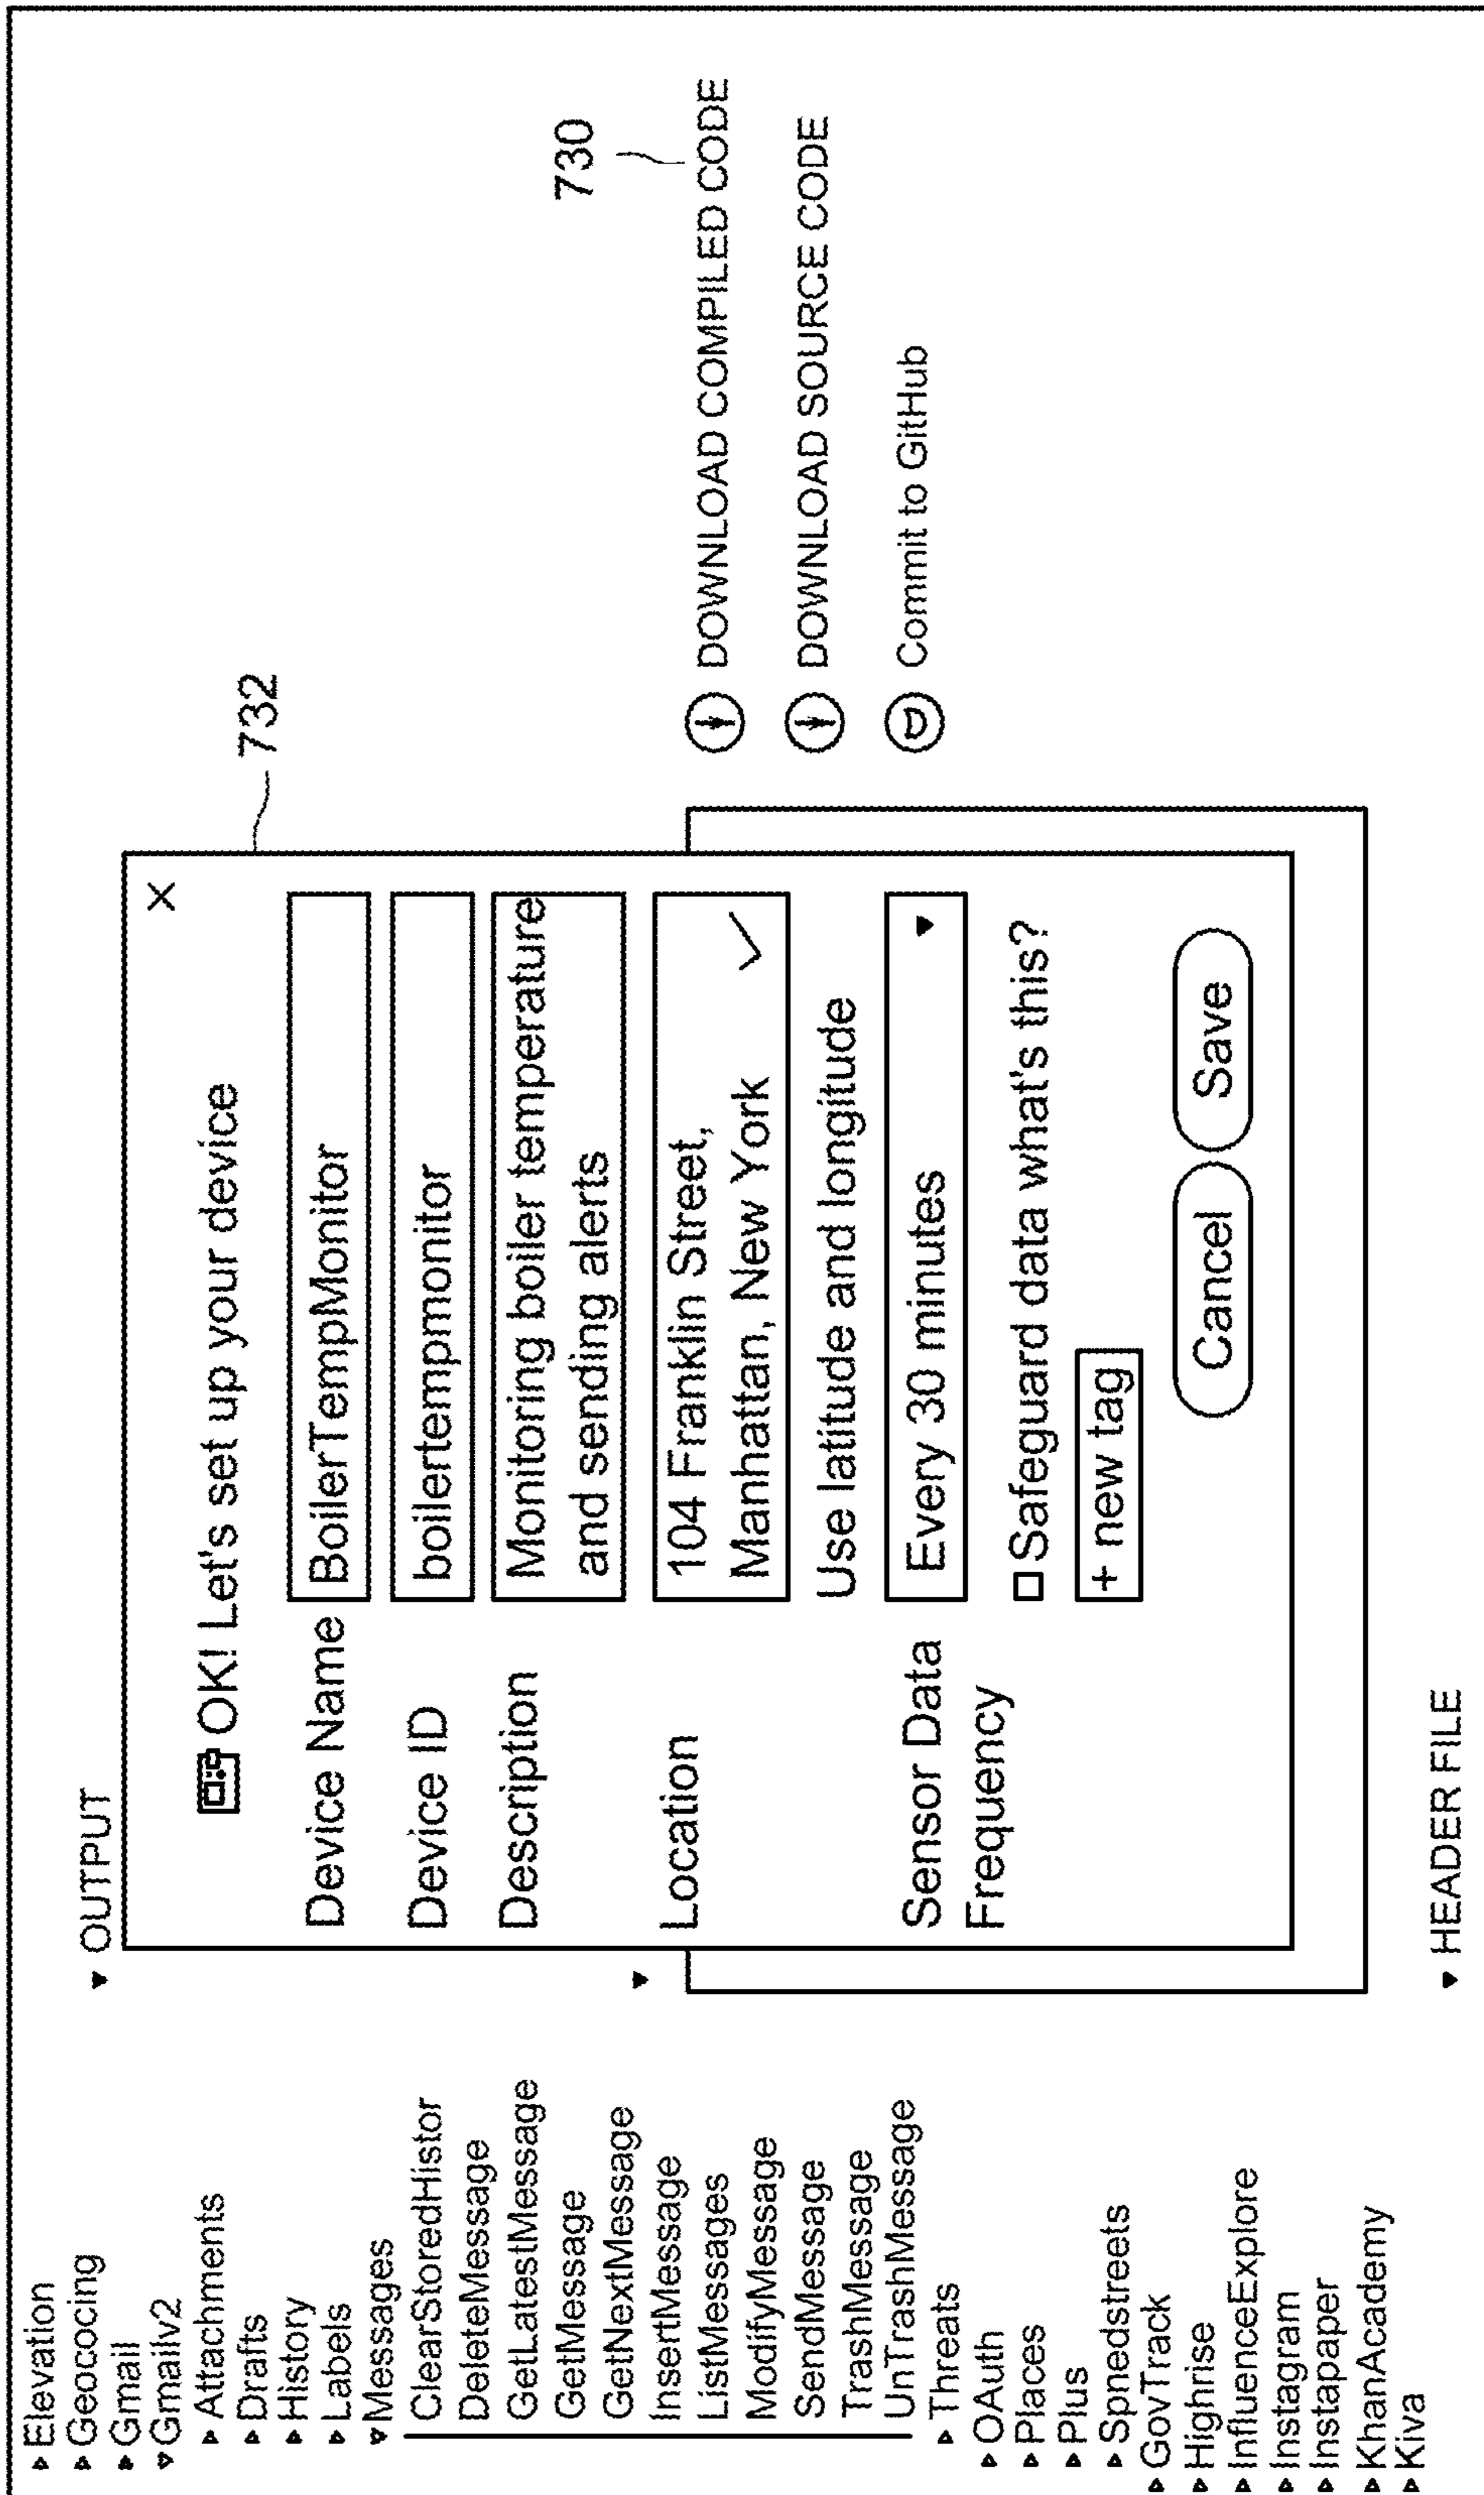 Elevation
Geococing
Gmail
Gmailv2
Attachments
Drafts
History
Labels
Messages
ClearStoredHistor
DeleteMessage
GetLatestMessage
GetMessage
GetNextMessage
InsertMessage
ListMessages
ModifyMessage
SendMessage
TrashMessage
UnTrashMessage
Threats
OAuth
Places
Plus
Spnedstreets
GovTrack
Highrise
InfluenceExplore
Instagram
Instapaper
KhanAcademy
Kiva
OUTPUT
732
X
OK! Let's set up your device
Device Name BoilerTempMonitor
Device ID boilertempmonitor
Description Monitoring boiler temperature
and sending alerts
Location 104 Franklin Street,
Manhattan, New York
Use latitude and longitude
Sensor Data Every 30 minutes
Frequency
Safeguard data what's this?
+ new tag
Cancel Save
HEADER FILE
730
DOWNLOAD COMPILED CODE
DOWNLOAD SOURCE CODE
Commit to GitHub